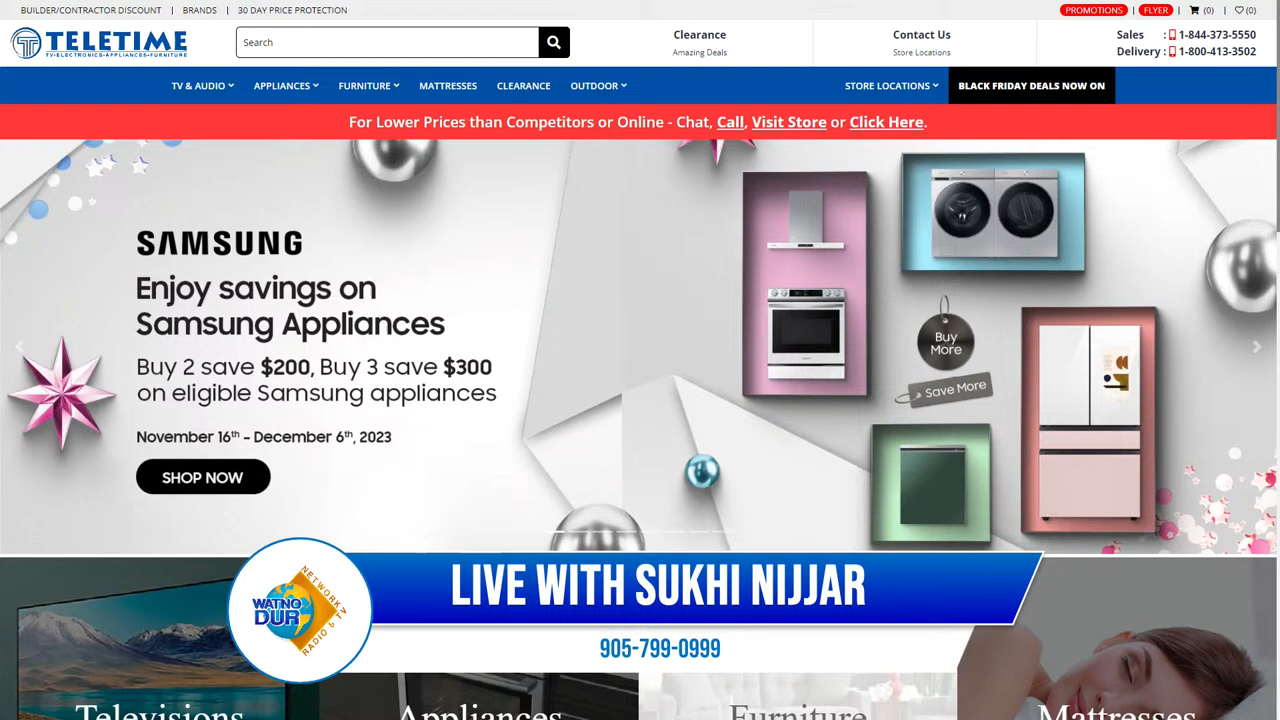 BUILDER/CONTRACTOR DISCOUNT | BRANDS | 30 DAY PRICE PROTECTION
PROMOTIONS | FLYER | (0) | (0)
TELETIME
TV•ELECTRONICS•APPLIANCES•FURNITURE
Search
Clearance
Amazing Deals
Contact Us
Store Locations
Sales : 1-844-373-5550
Delivery : 1-800-413-3502
TV & AUDIO APPLIANCES FURNITURE MATTRESSES CLEARANCE OUTDOOR STORE LOCATIONS BLACK FRIDAY DEALS NOW ON
For Lower Prices than Competitors or Online - Chat, Call, Visit Store or Click Here.
SAMSUNG
Enjoy savings on
Samsung Appliances
Buy 2 save $200, Buy 3 save $300
on eligible Samsung appliances
November 16th - December 6th, 2023
SHOP NOW
Buy
More
Save More
WATNO
DUR
NETWORK
RADIO & TV
LIVE WITH SUKHI NIJJAR
905-799-0999
Televisions
Appliances
Furniture
Mattresses